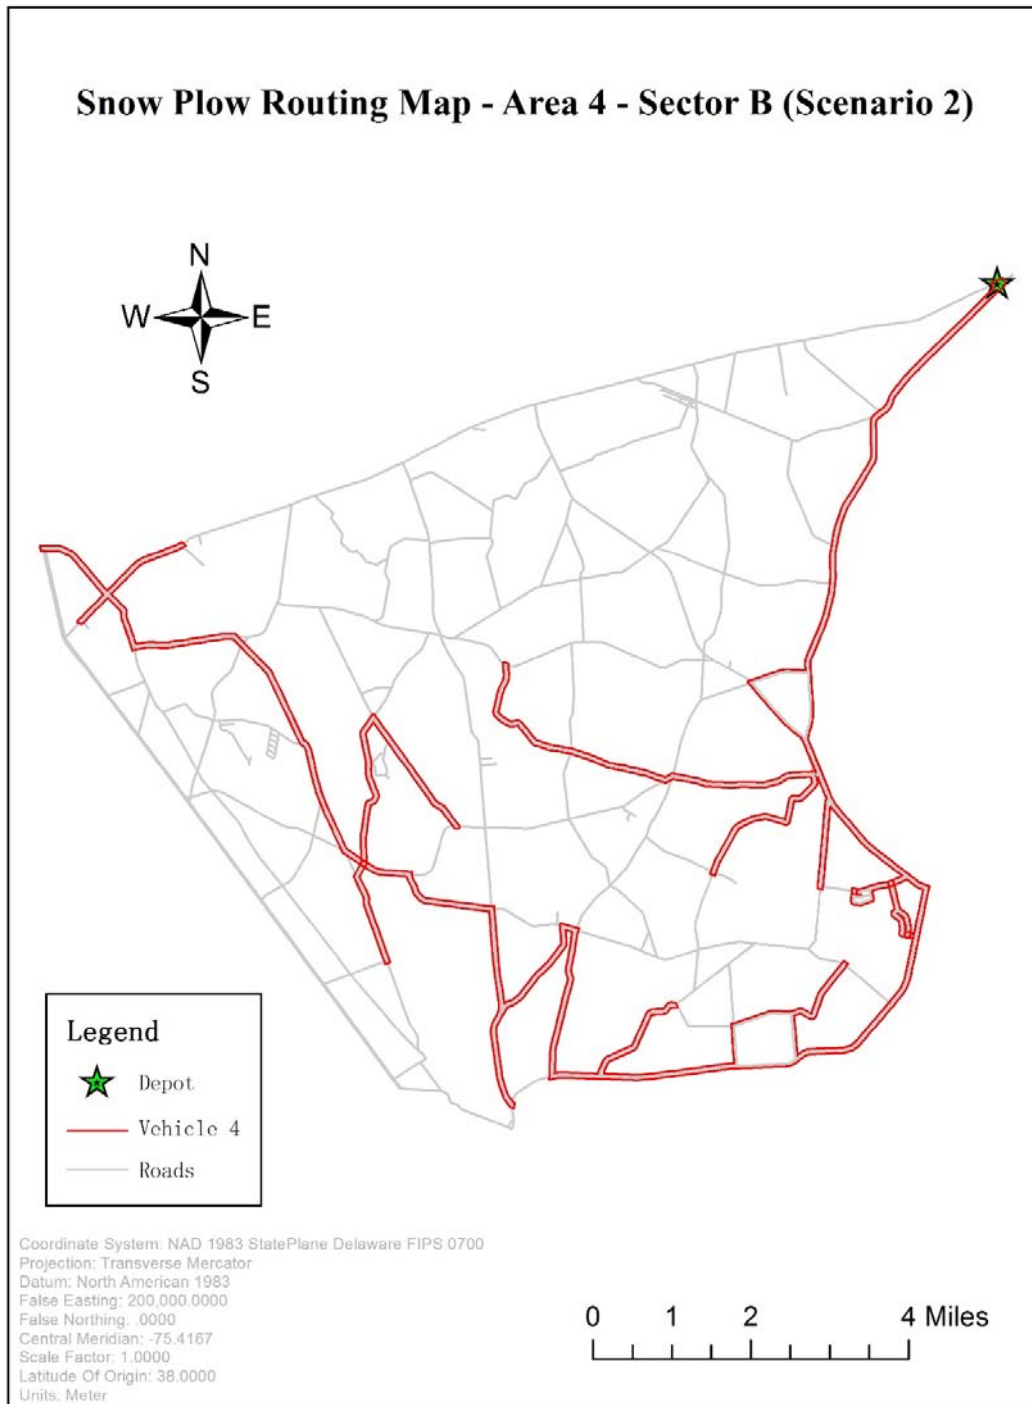 Snow Plow Routing Map - Area 4 - Sector B (Scenario 2)
N
W E
S
Legend
Depot
Vehicle 4
Roads
Coordinate System: NAD 1983 StatePlane Delaware FIPS 0700
Projection: Transverse Mercator
Datum: North American 1983
False Easting: 200,000.0000
False Northing: .0000
Central Meridian: -75.4167
Scale Factor: 1.0000
Latitude Of Origin: 38.0000
Units: Meter
0 1 2 4 Miles